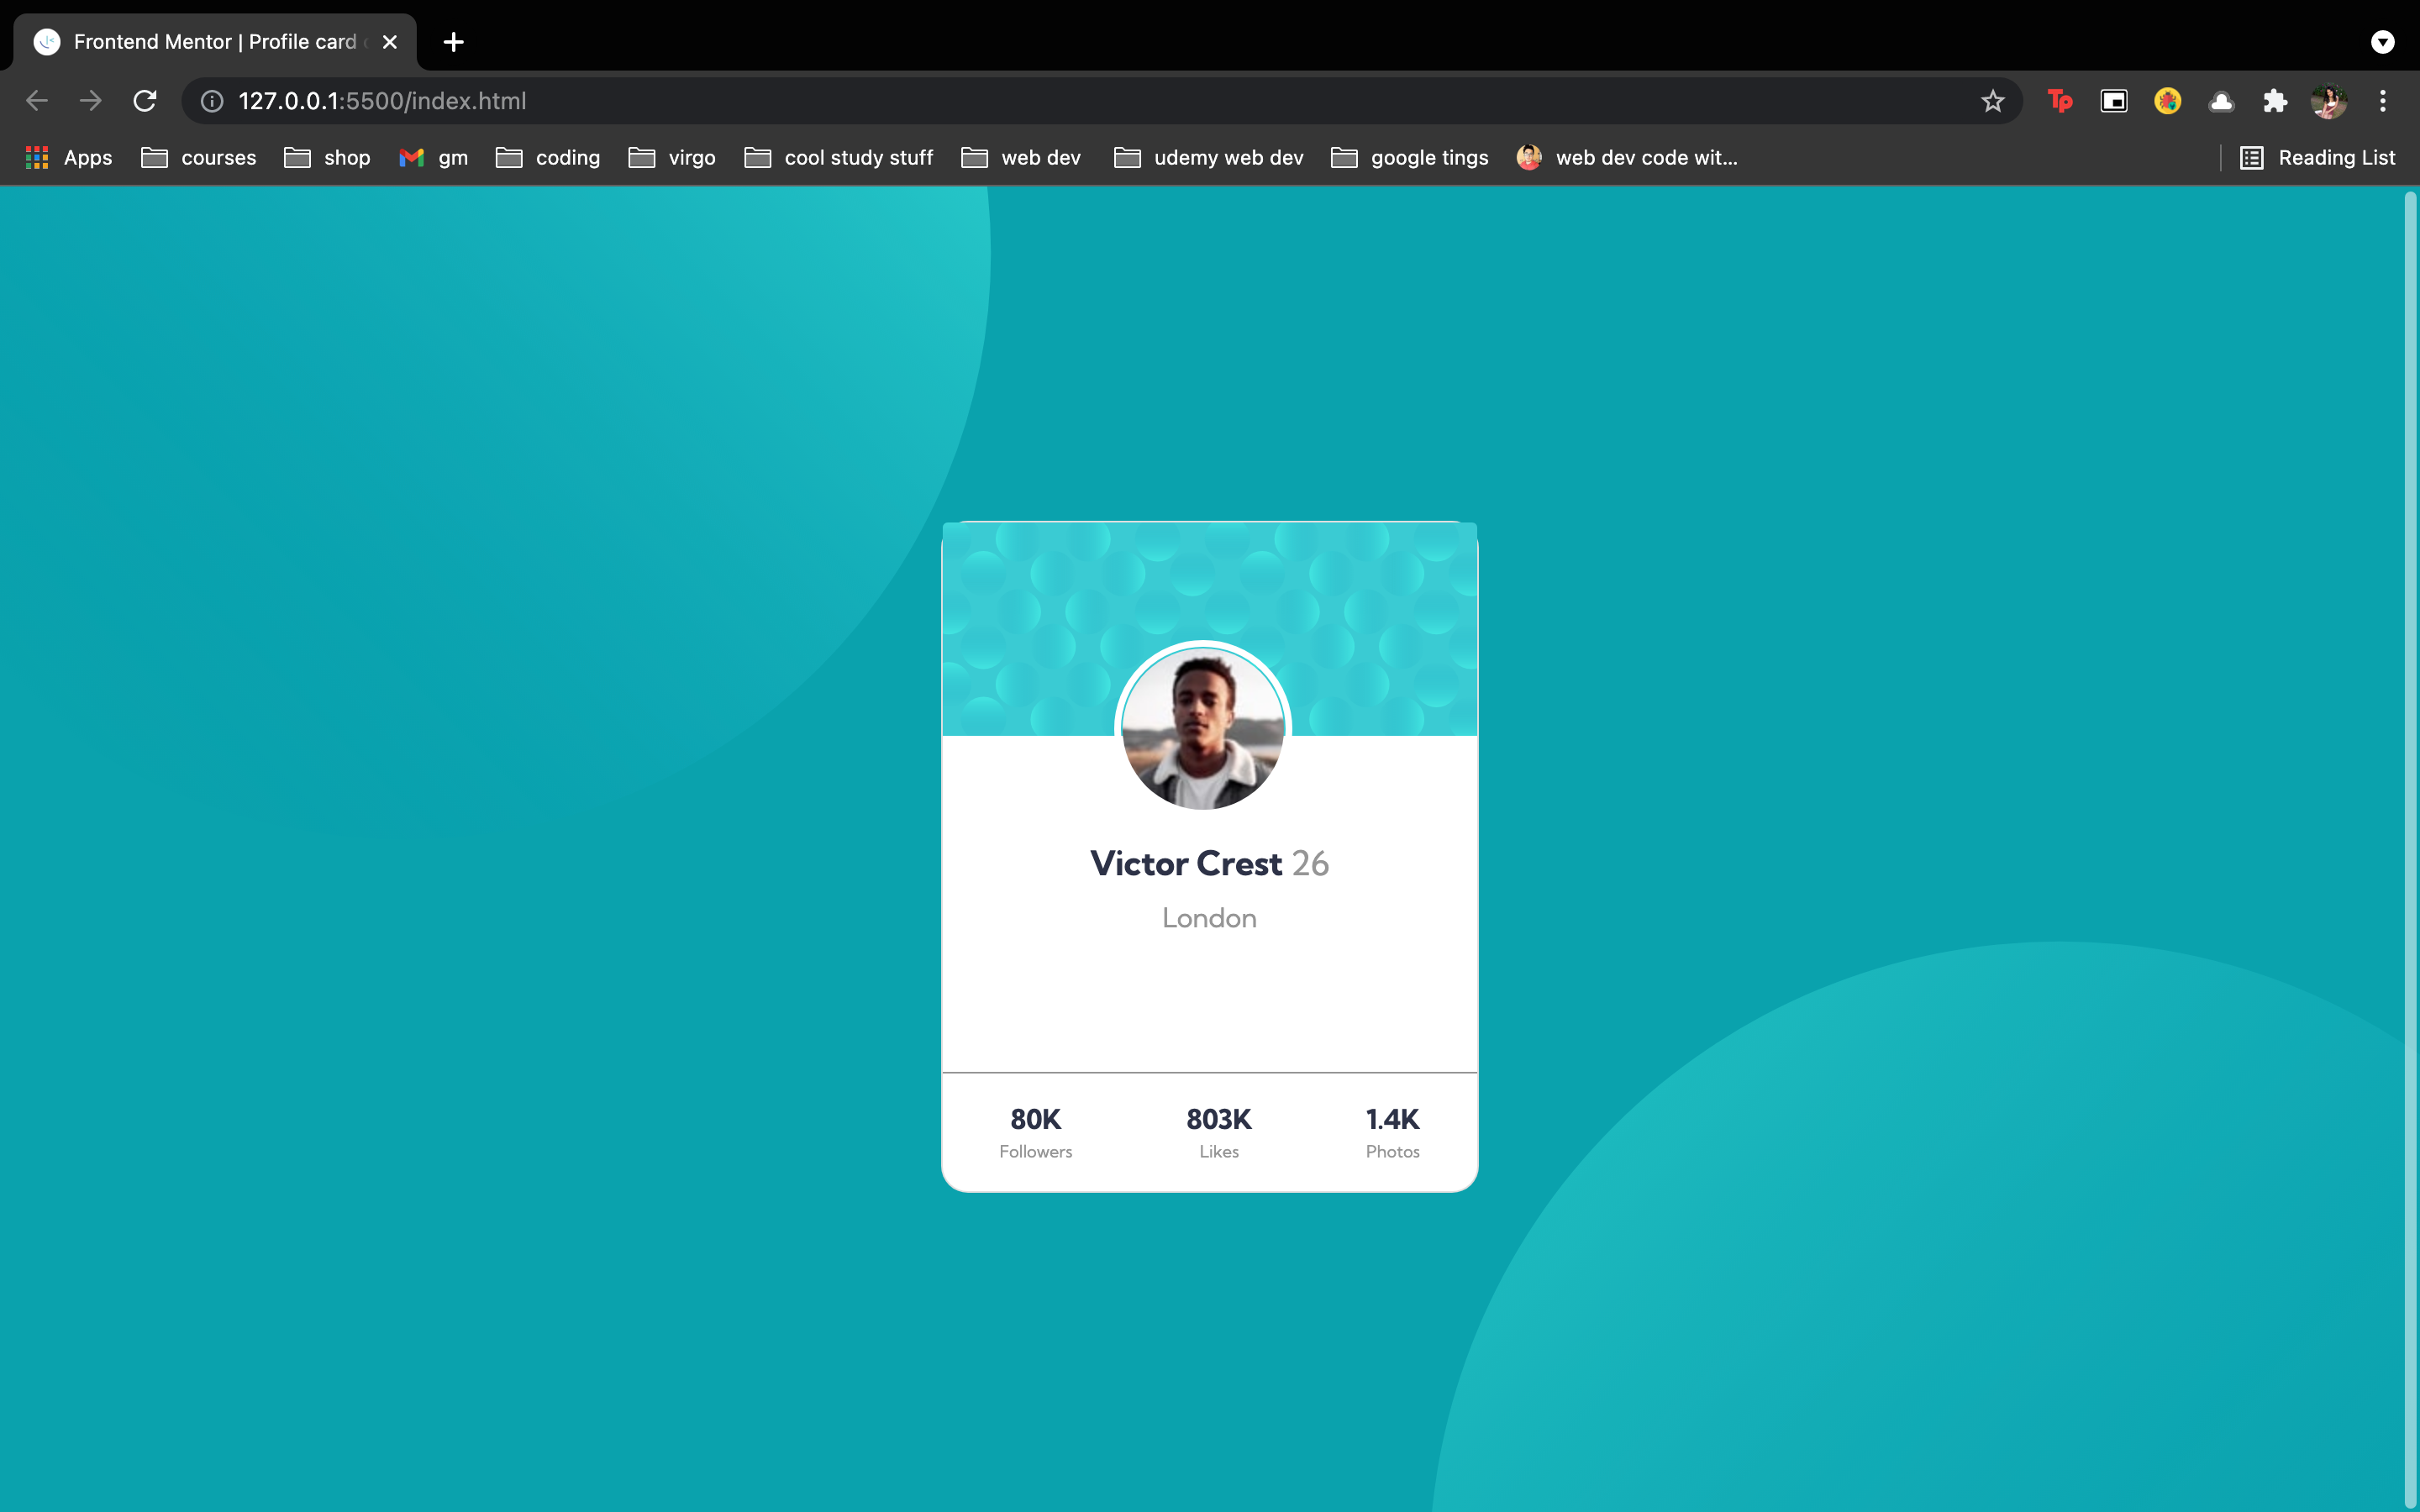 Frontend Mentor | Profile card
127.0.0.1:5500/index.html
Tp
Apps courses shop gm coding virgo cool study stuff web dev udemy web dev google tings web dev code wit... Reading List
Victor Crest 26
London
80K 803K 1.4K
Followers Likes Photos